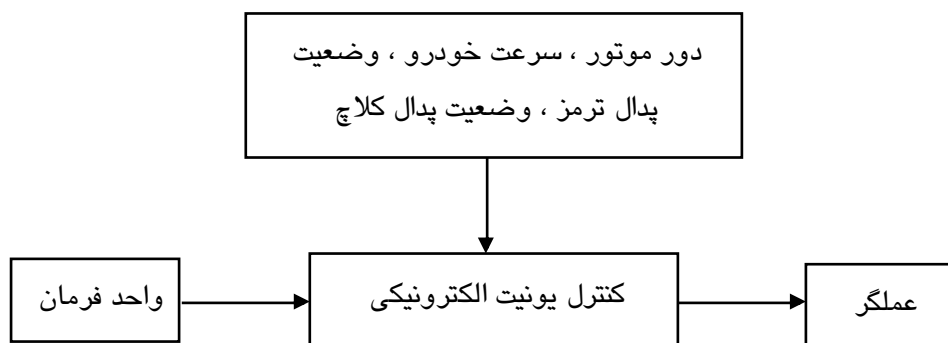 دور موتور ، سرعت خودرو ، وضعیت
پدال ترمز ، وضعیت پدال کلاچ
واحد فرمان
کنترل یونیت الکترونیکی
عملگر